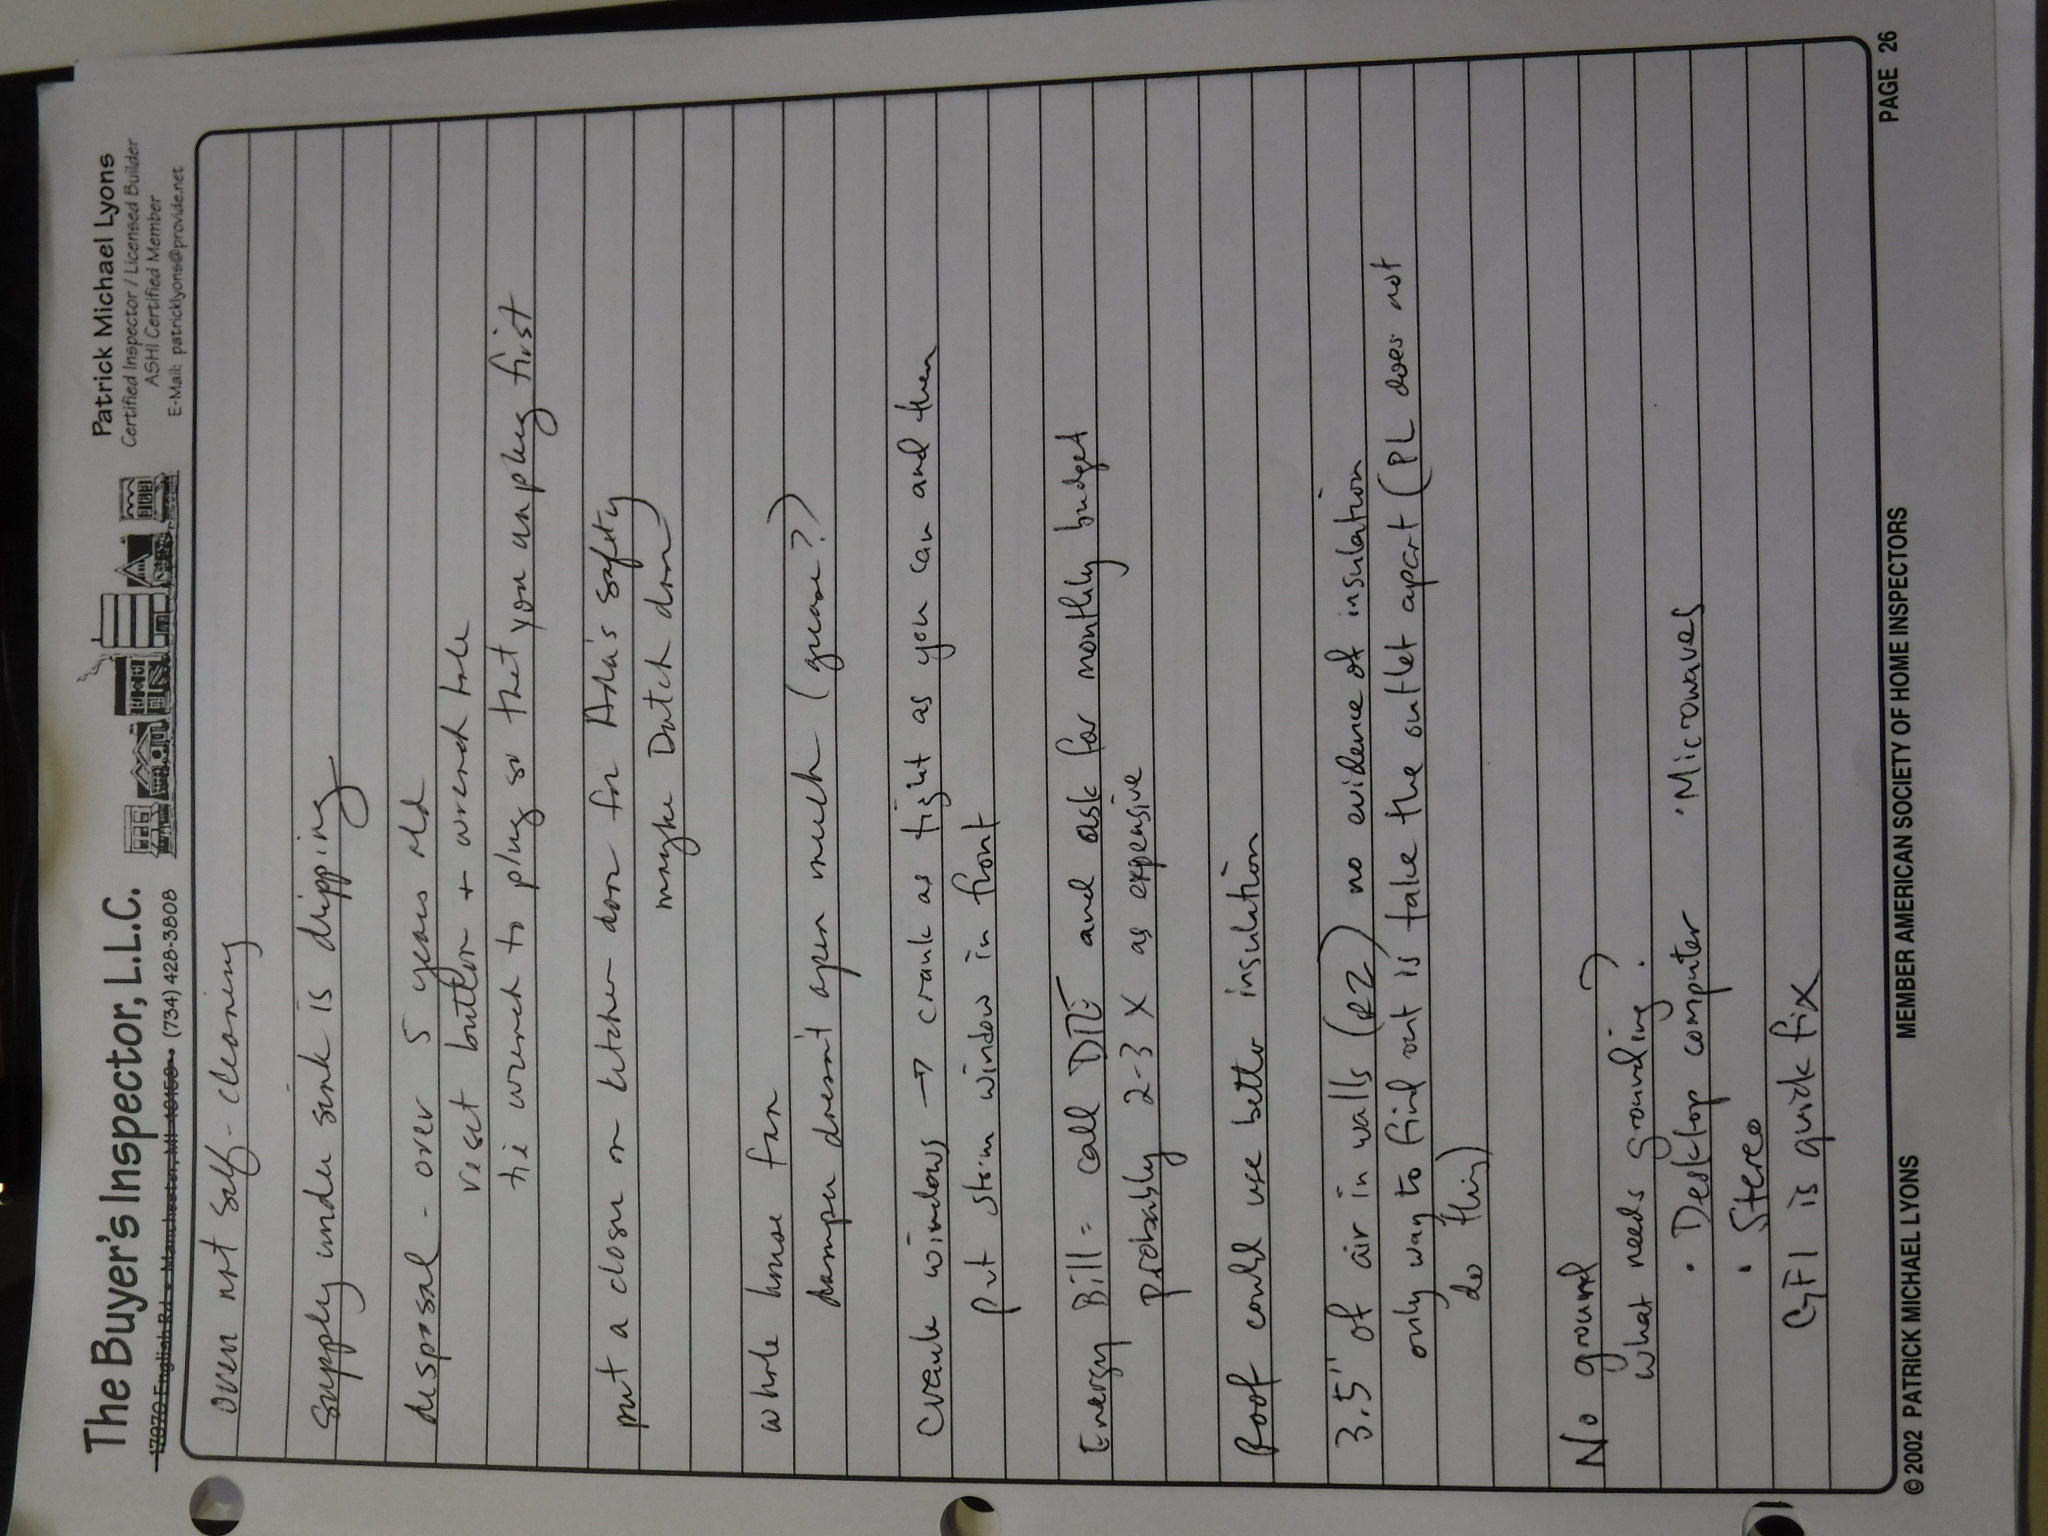 The Buyer's Inspector, L.L.C.
17970 English Rd • Manchester, MI 48158 • (734) 428-3808
Patrick Michael Lyons
Certified Inspector / Licensed Builder
ASHI Certified Member
E-Mail: patricklyons@provide.net
oven not self-cleaning
Supply under sink is dripping
disposal - over 5 years old
reset button + wrench hole
tie wrench to plug so that you unplug first
put a closer on kitchen door for Ada's safety
maybe Dutch door
whole house fan
damper doesn't open much (grease?)
Crank windows → crank as tight as you can and then
put storm window in front
Energy Bill = call DTE and ask for monthly budget
probably 2-3 X as expensive
Roof could use better insulation
3.5" of air in walls (R2) no evidence of insulation
only way to find out is take the outlet apart (PL does not
do this)
No ground
what needs grounding?
• Desktop computer • Microwaves
• Stereo
GFI is quick fix
© 2002 PATRICK MICHAEL LYONS
MEMBER AMERICAN SOCIETY OF HOME INSPECTORS
PAGE 26